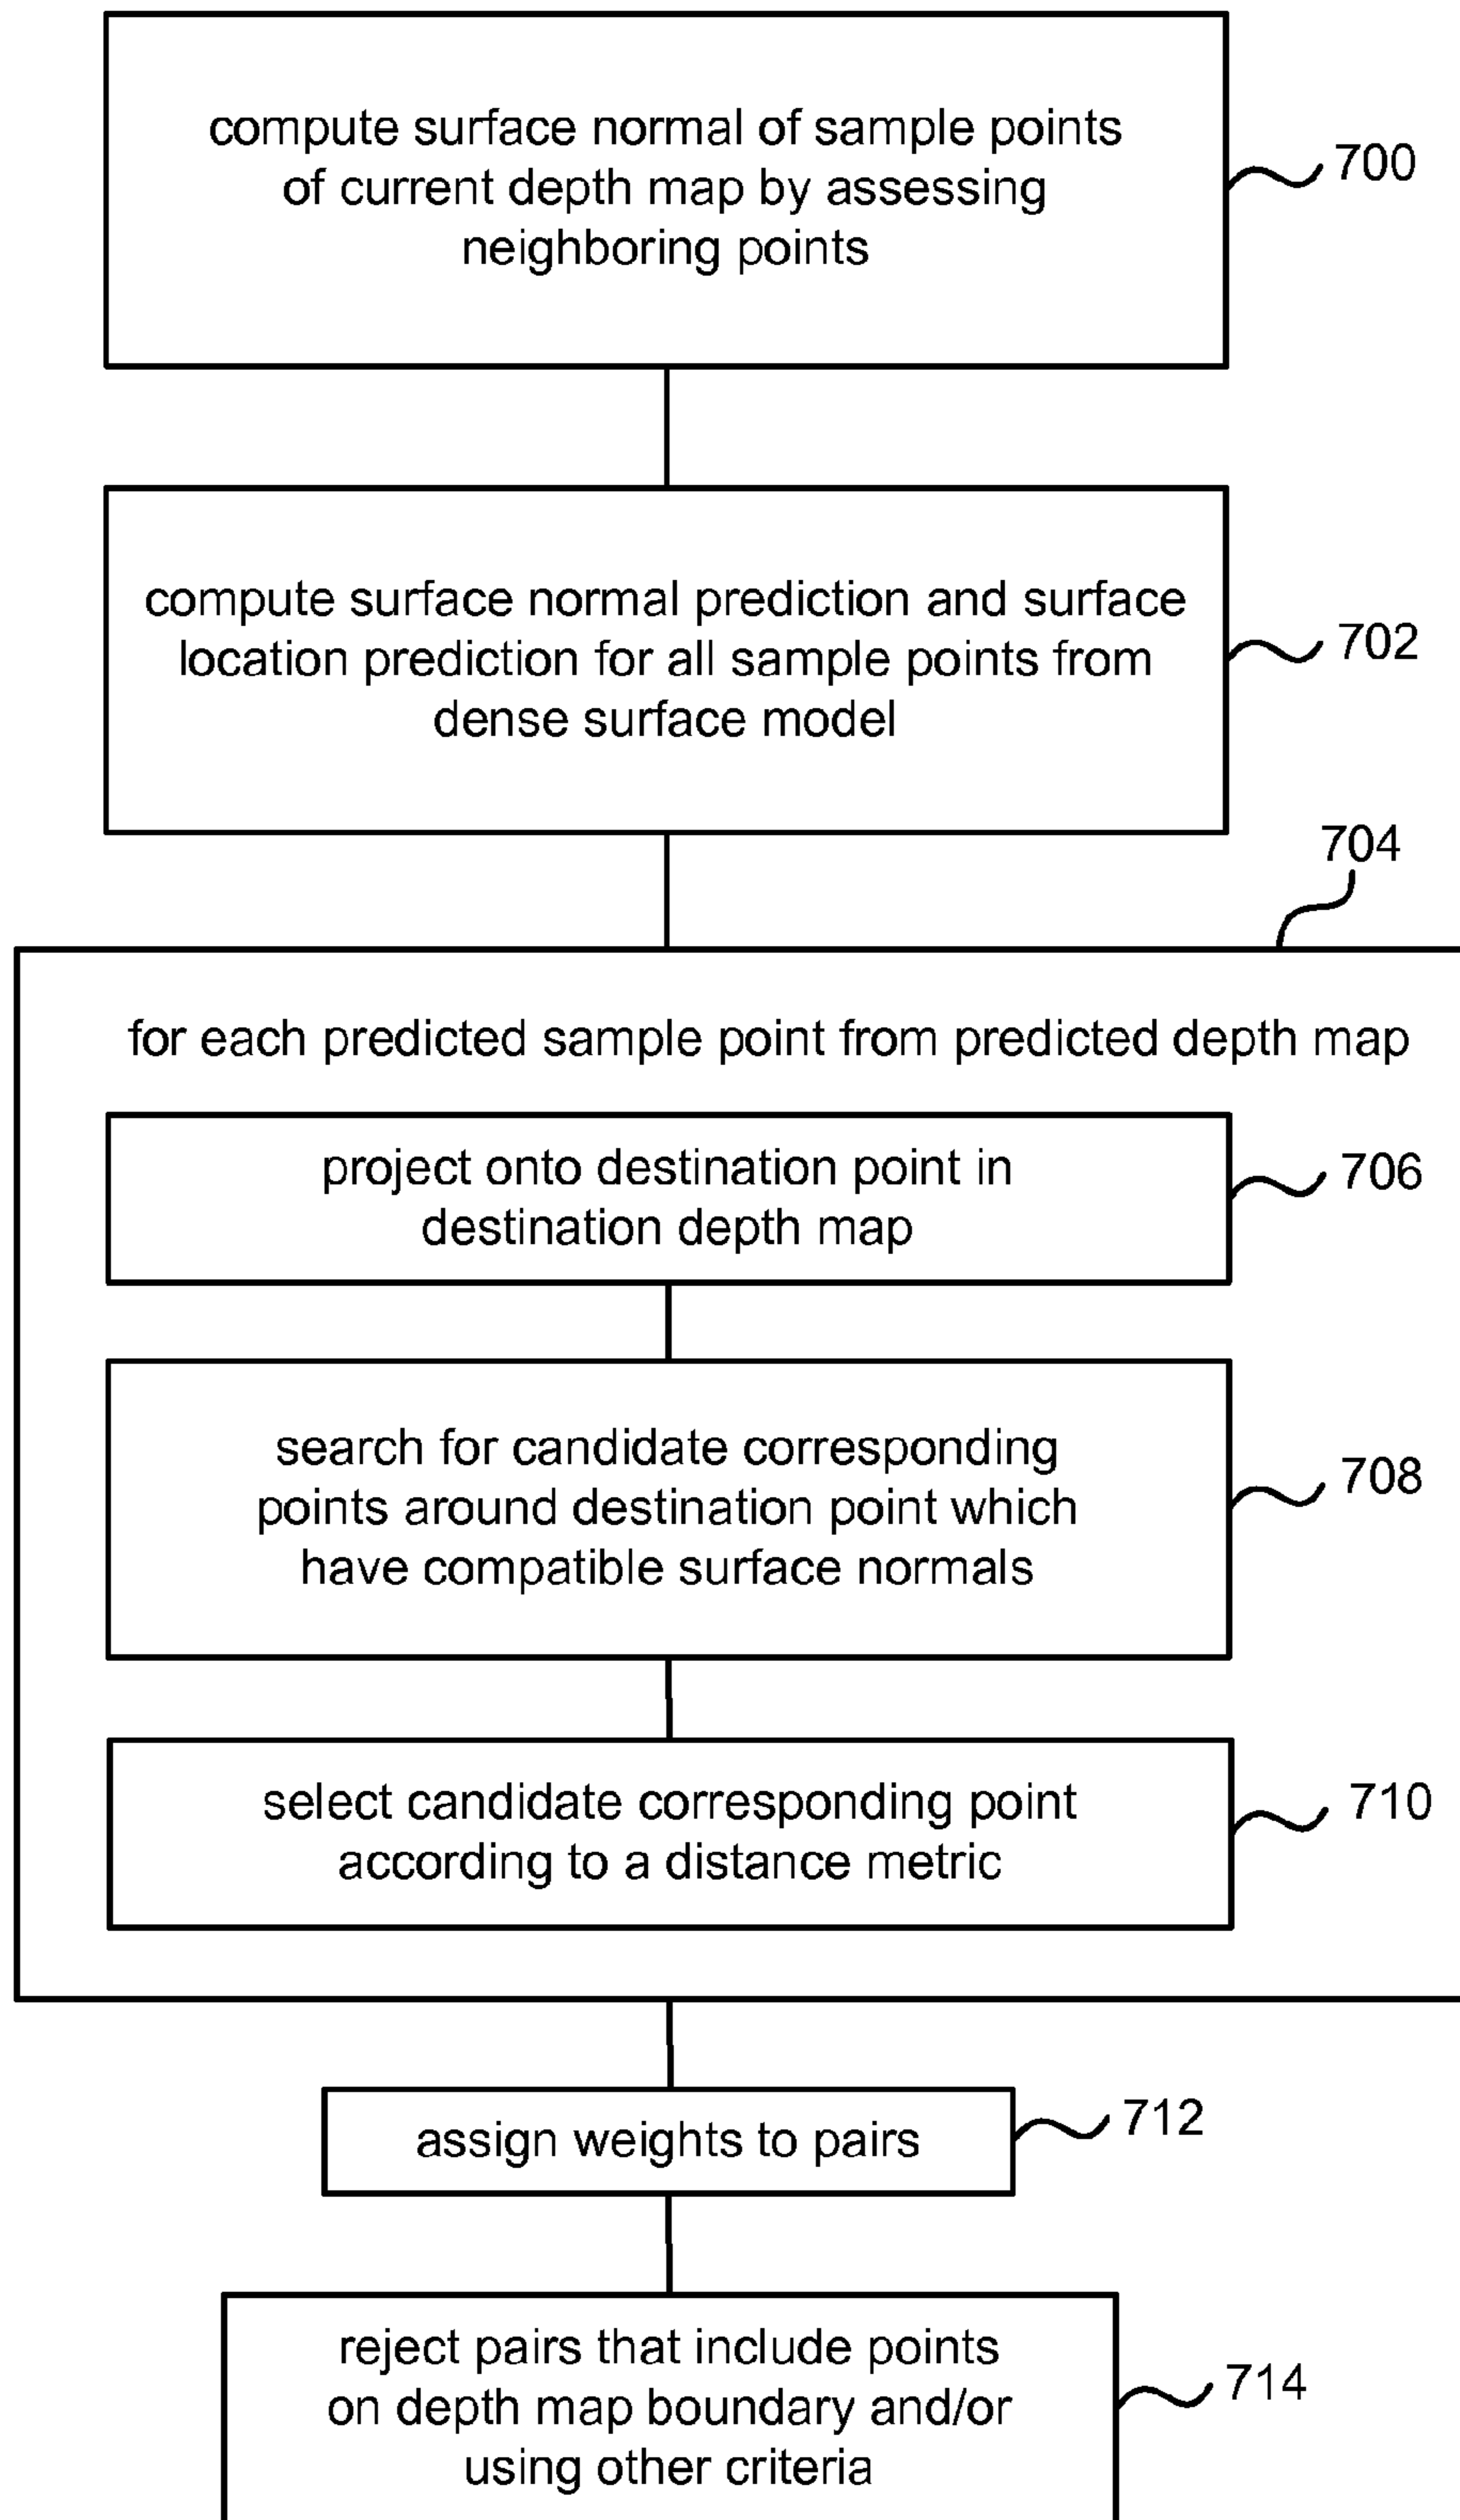 compute surface normal of sample points
of current depth map by assessing
neighboring points
700
compute surface normal prediction and surface
location prediction for all sample points from
dense surface model
702
704
for each predicted sample point from predicted depth map
project onto destination point in
destination depth map
706
search for candidate corresponding
points around destination point which
have compatible surface normals
708
select candidate corresponding point
according to a distance metric
710
assign weights to pairs
712
reject pairs that include points
on depth map boundary and/or
using other criteria
714